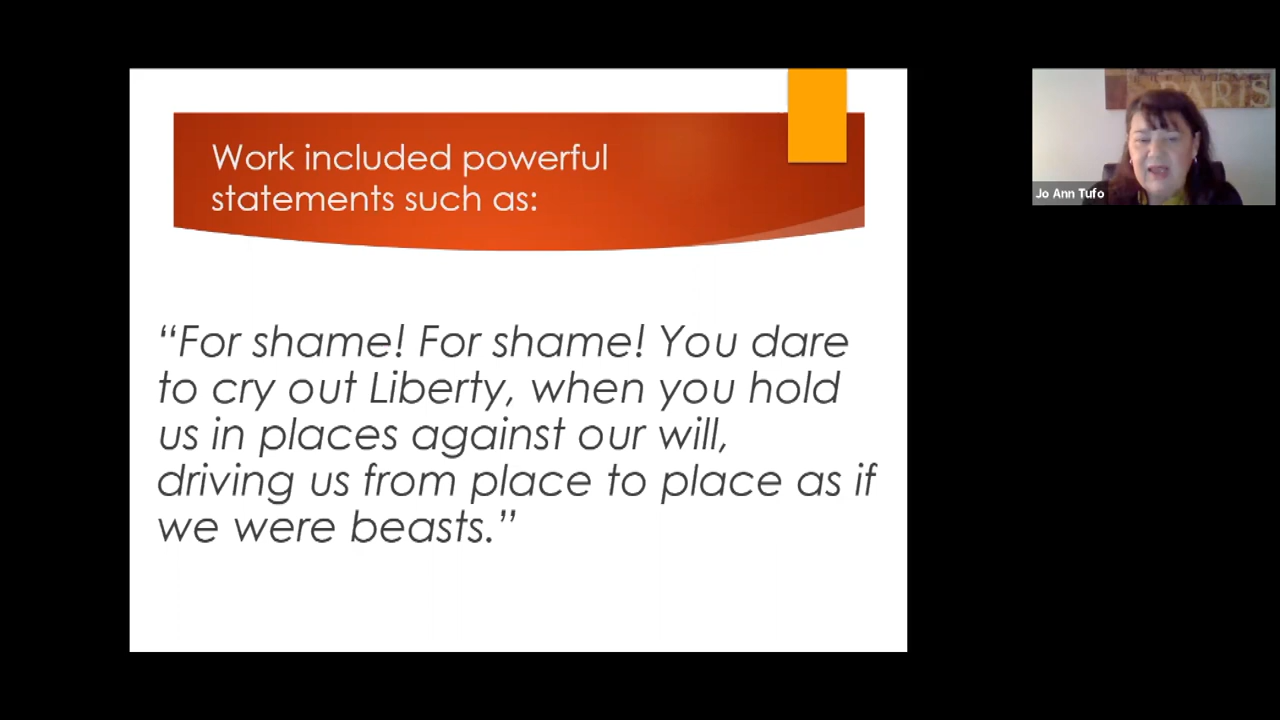 Work included powerful
statements such as:
“For shame! For shame! You dare
to cry out Liberty, when you hold
us in places against our will,
driving us from place to place as if
we were beasts.”
PARIS
Jo Ann Tufo